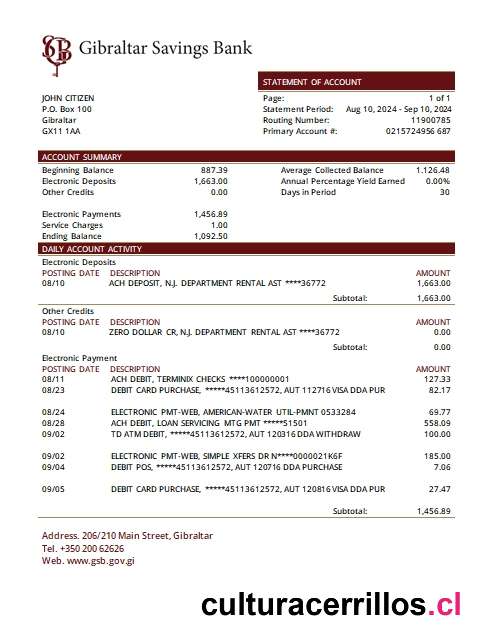 Gibraltar Savings Bank
STATEMENT OF ACCOUNT
JOHN CITIZEN
P.O. Box 100
Gibraltar
GX11 1AA
Page: 1 of 1
Statement Period: Aug 10, 2024 - Sep 10, 2024
Routing Number: 11900785
Primary Account #: 0215724956 687
ACCOUNT SUMMARY
Beginning Balance 887.39 Average Collected Balance 1.126.48
Electronic Deposits 1,663.00 Annual Percentage Yield Earned 0.00%
Other Credits 0.00 Days in Period 30
Electronic Payments 1,456.89
Service Charges 1.00
Ending Balance 1,092.50
DAILY ACCOUNT ACTIVITY
Electronic Deposits
POSTING DATE DESCRIPTION AMOUNT
08/10 ACH DEPOSIT, N.J. DEPARTMENT RENTAL AST ****36772 1,663.00
Subtotal: 1,663.00
Other Credits
POSTING DATE DESCRIPTION AMOUNT
08/10 ZERO DOLLAR CR, N.J. DEPARTMENT RENTAL AST ****36772 0.00
Subtotal: 0.00
Electronic Payment
POSTING DATE DESCRIPTION AMOUNT
08/11 ACH DEBIT, TERMINIX CHECKS ****100000001 127.33
08/23 DEBIT CARD PURCHASE, *****45113612572, AUT 112716 VISA DDA PUR 82.17
08/24 ELECTRONIC PMT-WEB, AMERICAN-WATER UTIL-PMNT 0533284 69.77
08/28 ACH DEBIT, LOAN SERVICING MTG PMT *****51501 558.09
09/02 TD ATM DEBIT, *****45113612572, AUT 120316 DDA WITHDRAW 100.00
09/02 ELECTRONIC PMT-WEB, SIMPLE XFERS DR N****0000021K6F 185.00
09/04 DEBIT POS, *****45113612572, AUT 120716 DDA PURCHASE 7.06
09/05 DEBIT CARD PURCHASE, *****45113612572, AUT 120816 VISA DDA PUR 27.47
Subtotal: 1,456.89
Address. 206/210 Main Street, Gibraltar
Tel. +350 200 62626
Web. www.gsb.gov.gi
culturacerrillos.cl